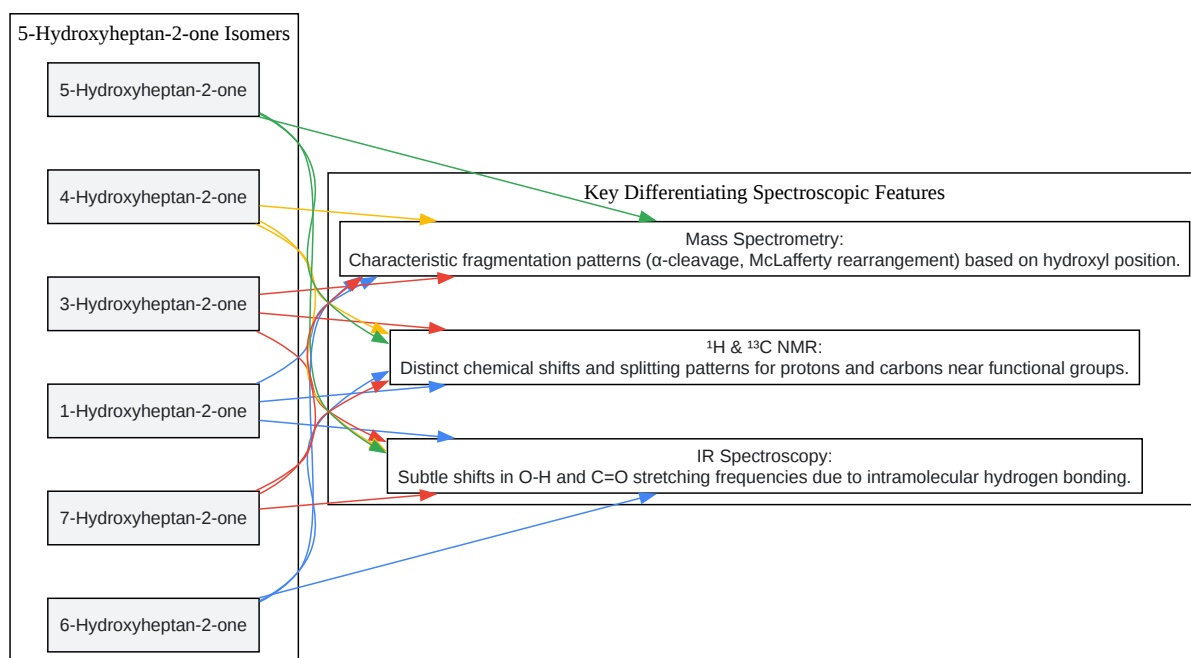 5-Hydroxyheptan-2-one Isomers
5-Hydroxyheptan-2-one
4-Hydroxyheptan-2-one
3-Hydroxyheptan-2-one
1-Hydroxyheptan-2-one
7-Hydroxyheptan-2-one
6-Hydroxyheptan-2-one
Key Differentiating Spectroscopic Features
Mass Spectrometry:
Characteristic fragmentation patterns (α-cleavage, McLafferty rearrangement) based on hydroxyl position.
¹H & ¹³C NMR:
Distinct chemical shifts and splitting patterns for protons and carbons near functional groups.
IR Spectroscopy:
Subtle shifts in O-H and C=O stretching frequencies due to intramolecular hydrogen bonding.